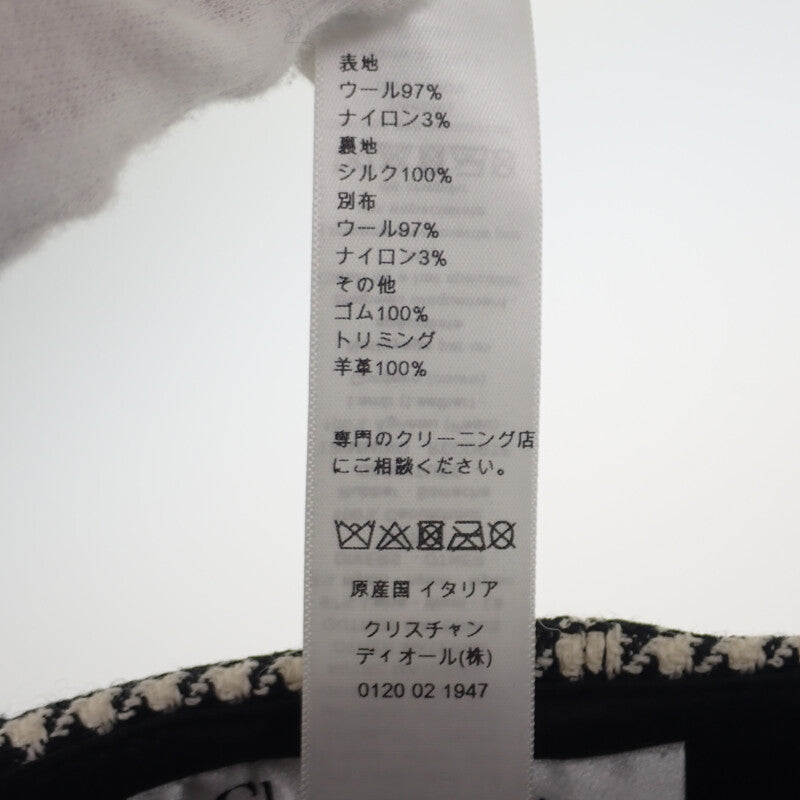 表地
ウール97%
ナイロン3%
裏地
シルク100%
別布
ウール97%
ナイロン3%
その他
ゴム100%
トリミング
羊革100%
専門のクリーニング店
にご相談ください。
原産国 イタリア
クリスチャン
ディオール(株)
0120 02 1947